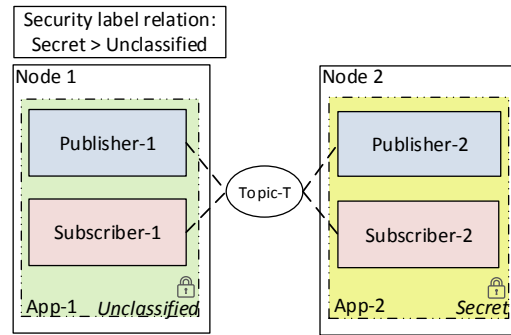 Security label relation:
Secret > Unclassified
Node 1
Publisher-1
Subscriber-1
App-1 Unclassified
Topic-T
Node 2
Publisher-2
Subscriber-2
App-2 Secret